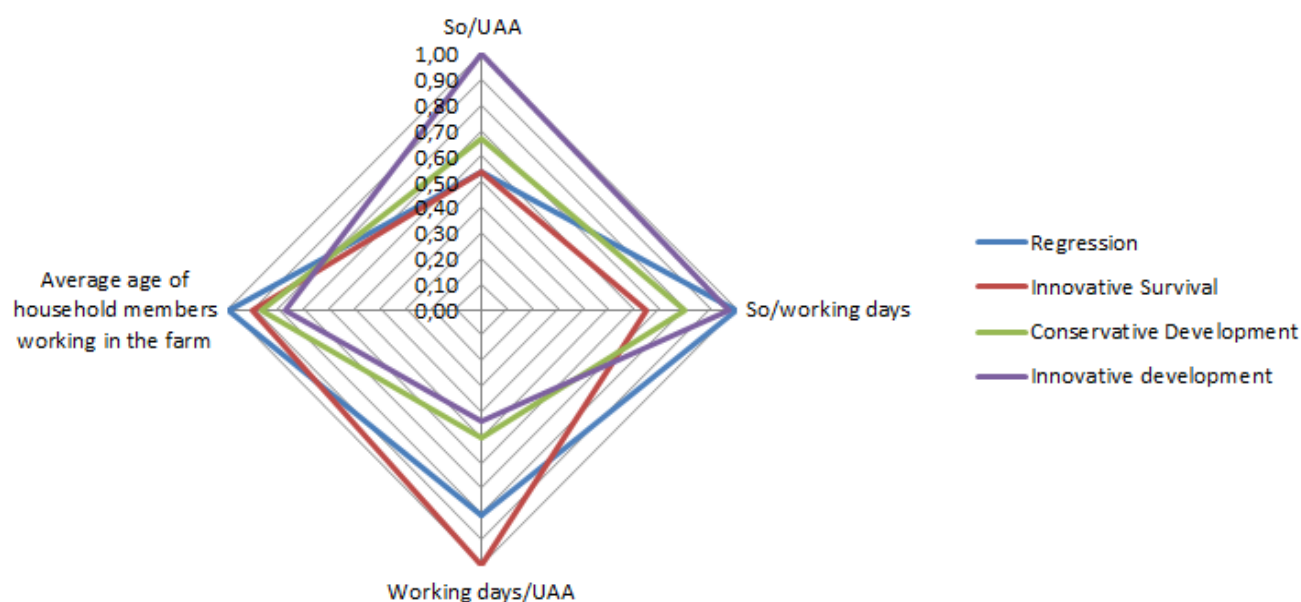 So/UAA
1,00
0,90
0,80
0,70
0,60
0,50
0,40
0,30
0,20
0,10
0,00
Average age of
household members
working in the farm
So/working days
Working days/UAA
Regression
Innovative Survival
Conservative Development
Innovative development